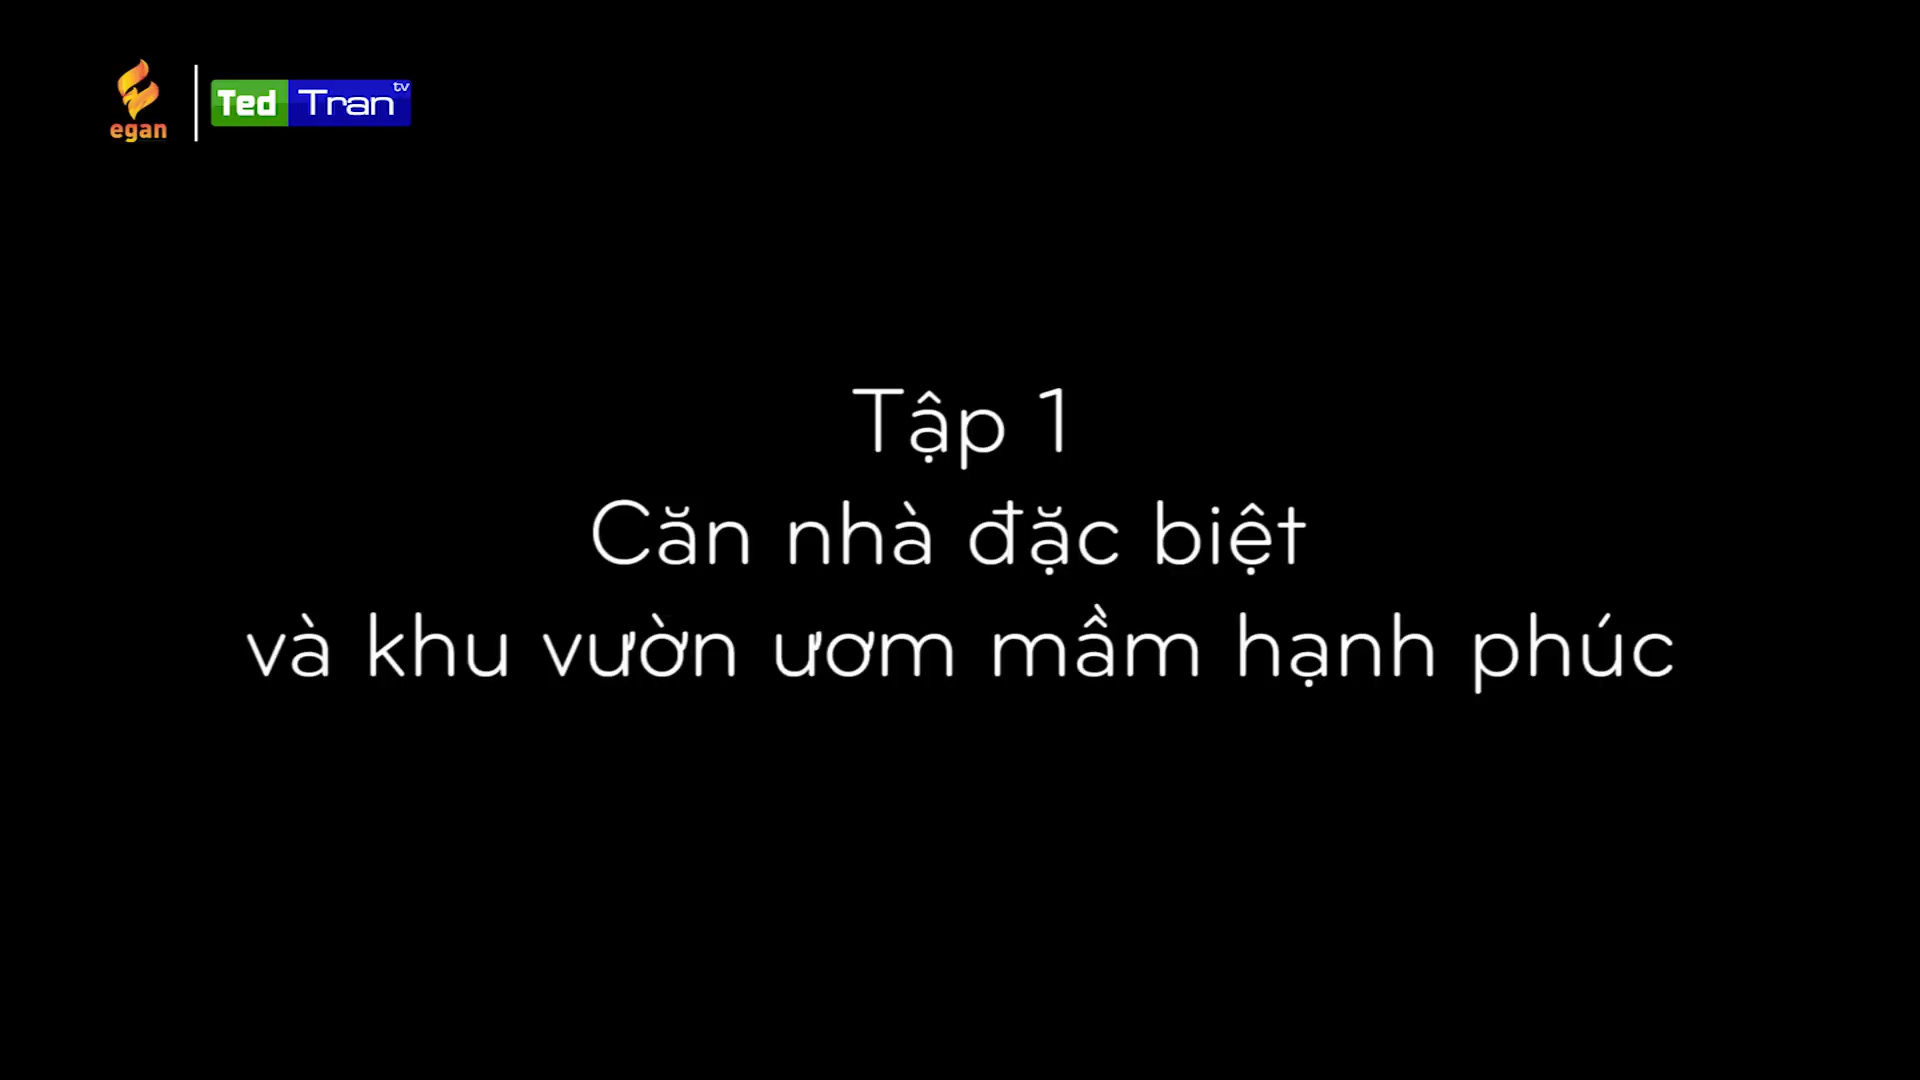 egan
Ted Tran tv
Tập 1
Căn nhà đặc biệt
và khu vườn ươm mầm hạnh phúc